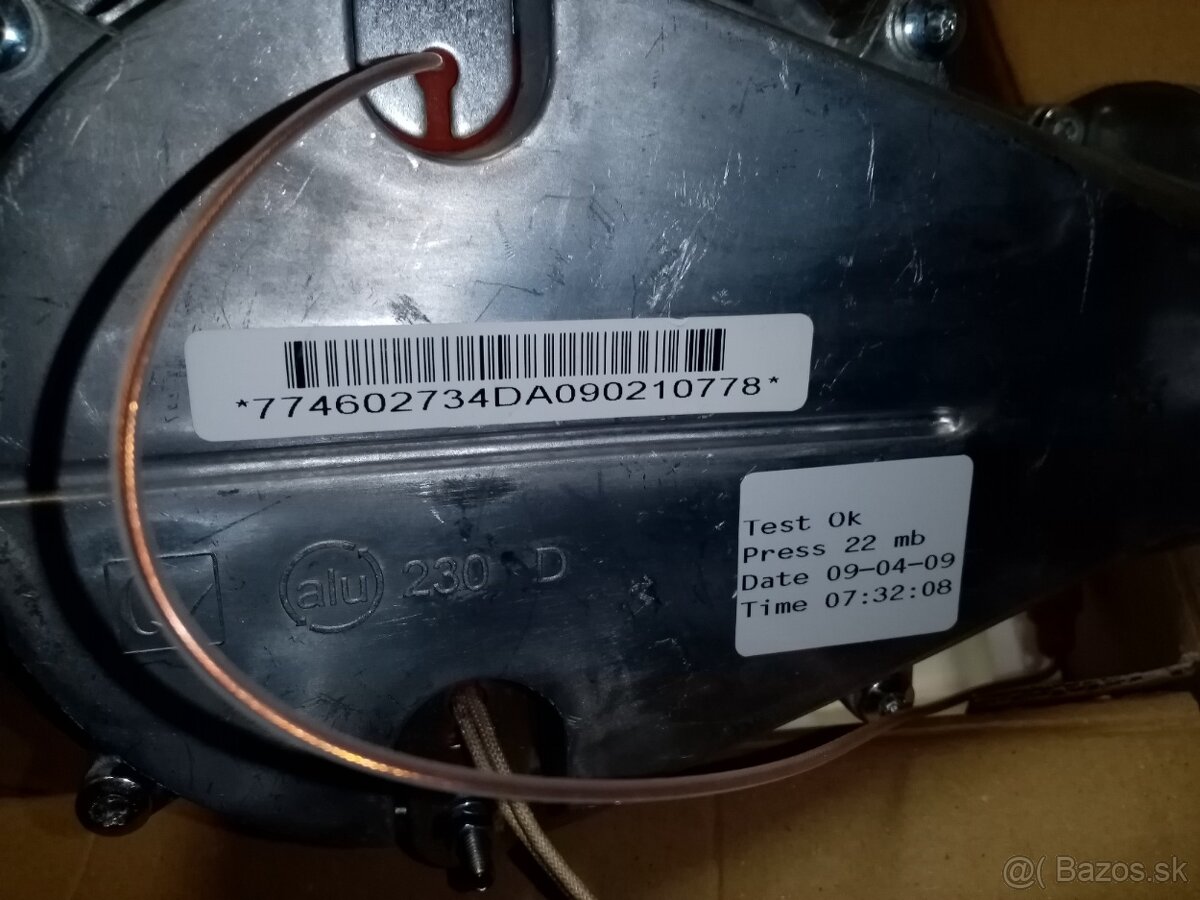 *774602734DA090210778*
Test Ok
Press 22 mb
Date 09-04-09
Time 07:32:08
alu 230 D
@( Bazos.sk